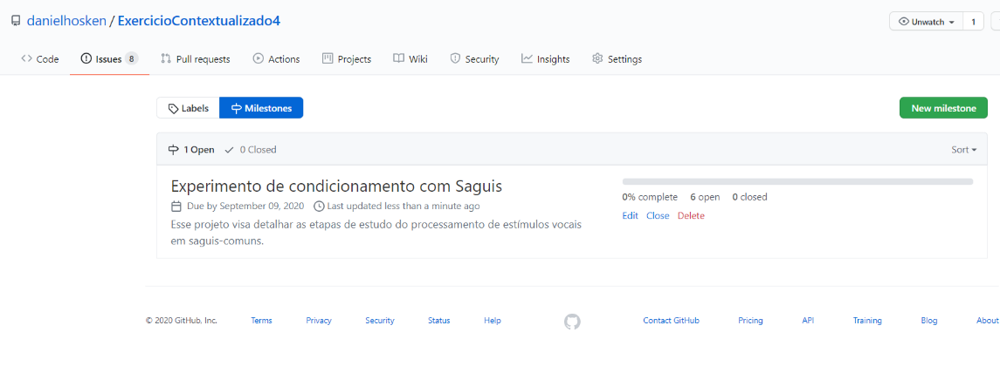 danielhosken / ExercicioContextualizado4
Unwatch 1
Code Issues 8 Pull requests Actions Projects Wiki Security Insights Settings
Labels Milestones New milestone
1 Open 0 Closed Sort
Experimento de condicionamento com Saguis
Due by September 09, 2020 Last updated less than a minute ago
Esse projeto visa detalhar as etapas de estudo do processamento de estímulos vocais
em saguis-comuns.
0% complete 6 open 0 closed
Edit Close Delete
© 2020 GitHub, Inc. Terms Privacy Security Status Help Contact GitHub Pricing API Training Blog About